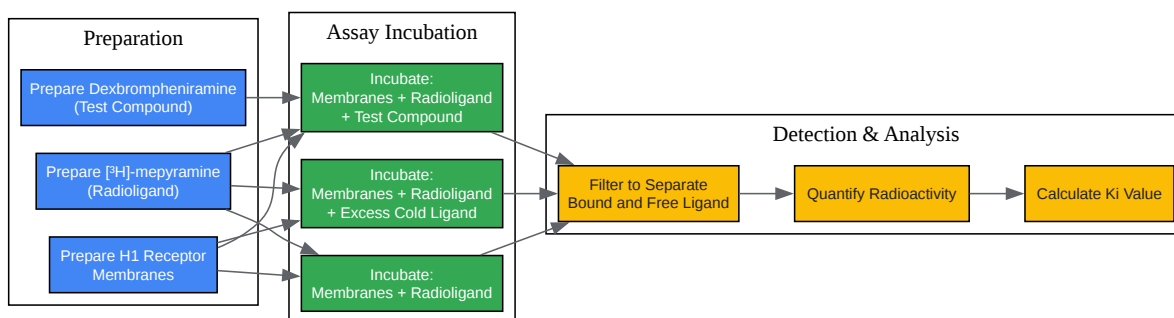 Preparation
Prepare Dexbrompheniramine
(Test Compound)
Prepare [³H]-mepyramine
(Radioligand)
Prepare H1 Receptor
Membranes
Assay Incubation
Incubate:
Membranes + Radioligand
+ Test Compound
Incubate:
Membranes + Radioligand
+ Excess Cold Ligand
Incubate:
Membranes + Radioligand
Detection & Analysis
Filter to Separate
Bound and Free Ligand
Quantify Radioactivity
Calculate Ki Value